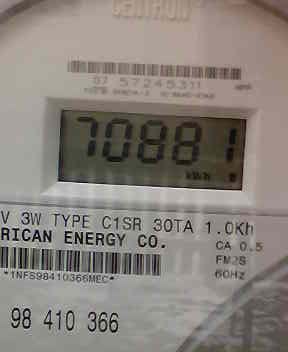 CENTRON
07 57245311
70881
kWh
V 3W TYPE C1SR 30TA 1.0Kh
RICAN ENERGY CO. CA 0.5
FM2S
*1NFS98410366MEC* 60Hz
98 410 366